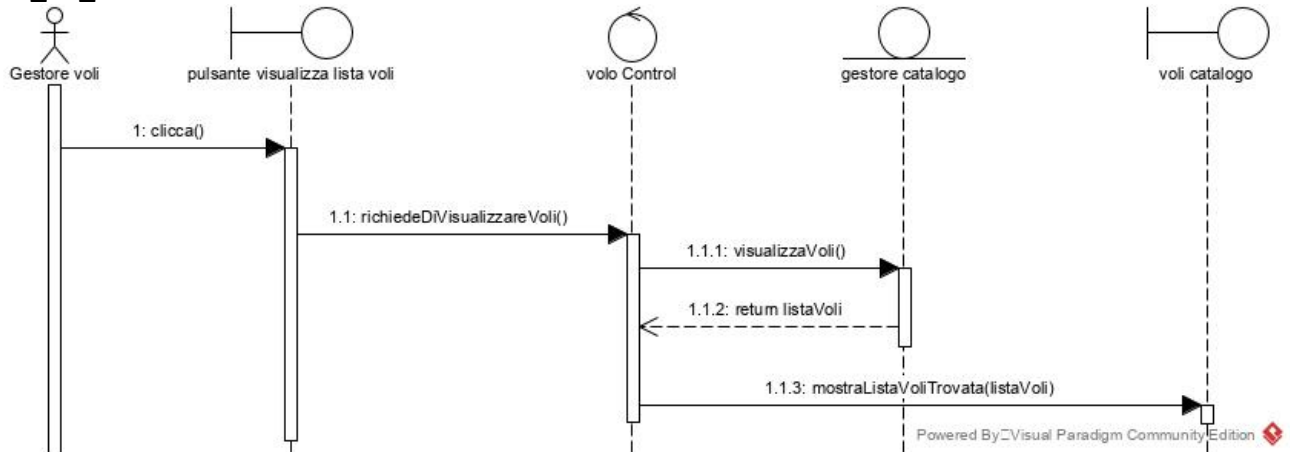 Gestore voli
pulsante visualizza lista voli
volo Control
gestore catalogo
voli catalogo
1: clicca()
1.1: richiedeDiVisualizzareVoli()
1.1.1: visualizzaVoli()
1.1.2: return listaVoli
1.1.3: mostraListaVoliTrovata(listaVoli)
Powered By Visual Paradigm Community Edition